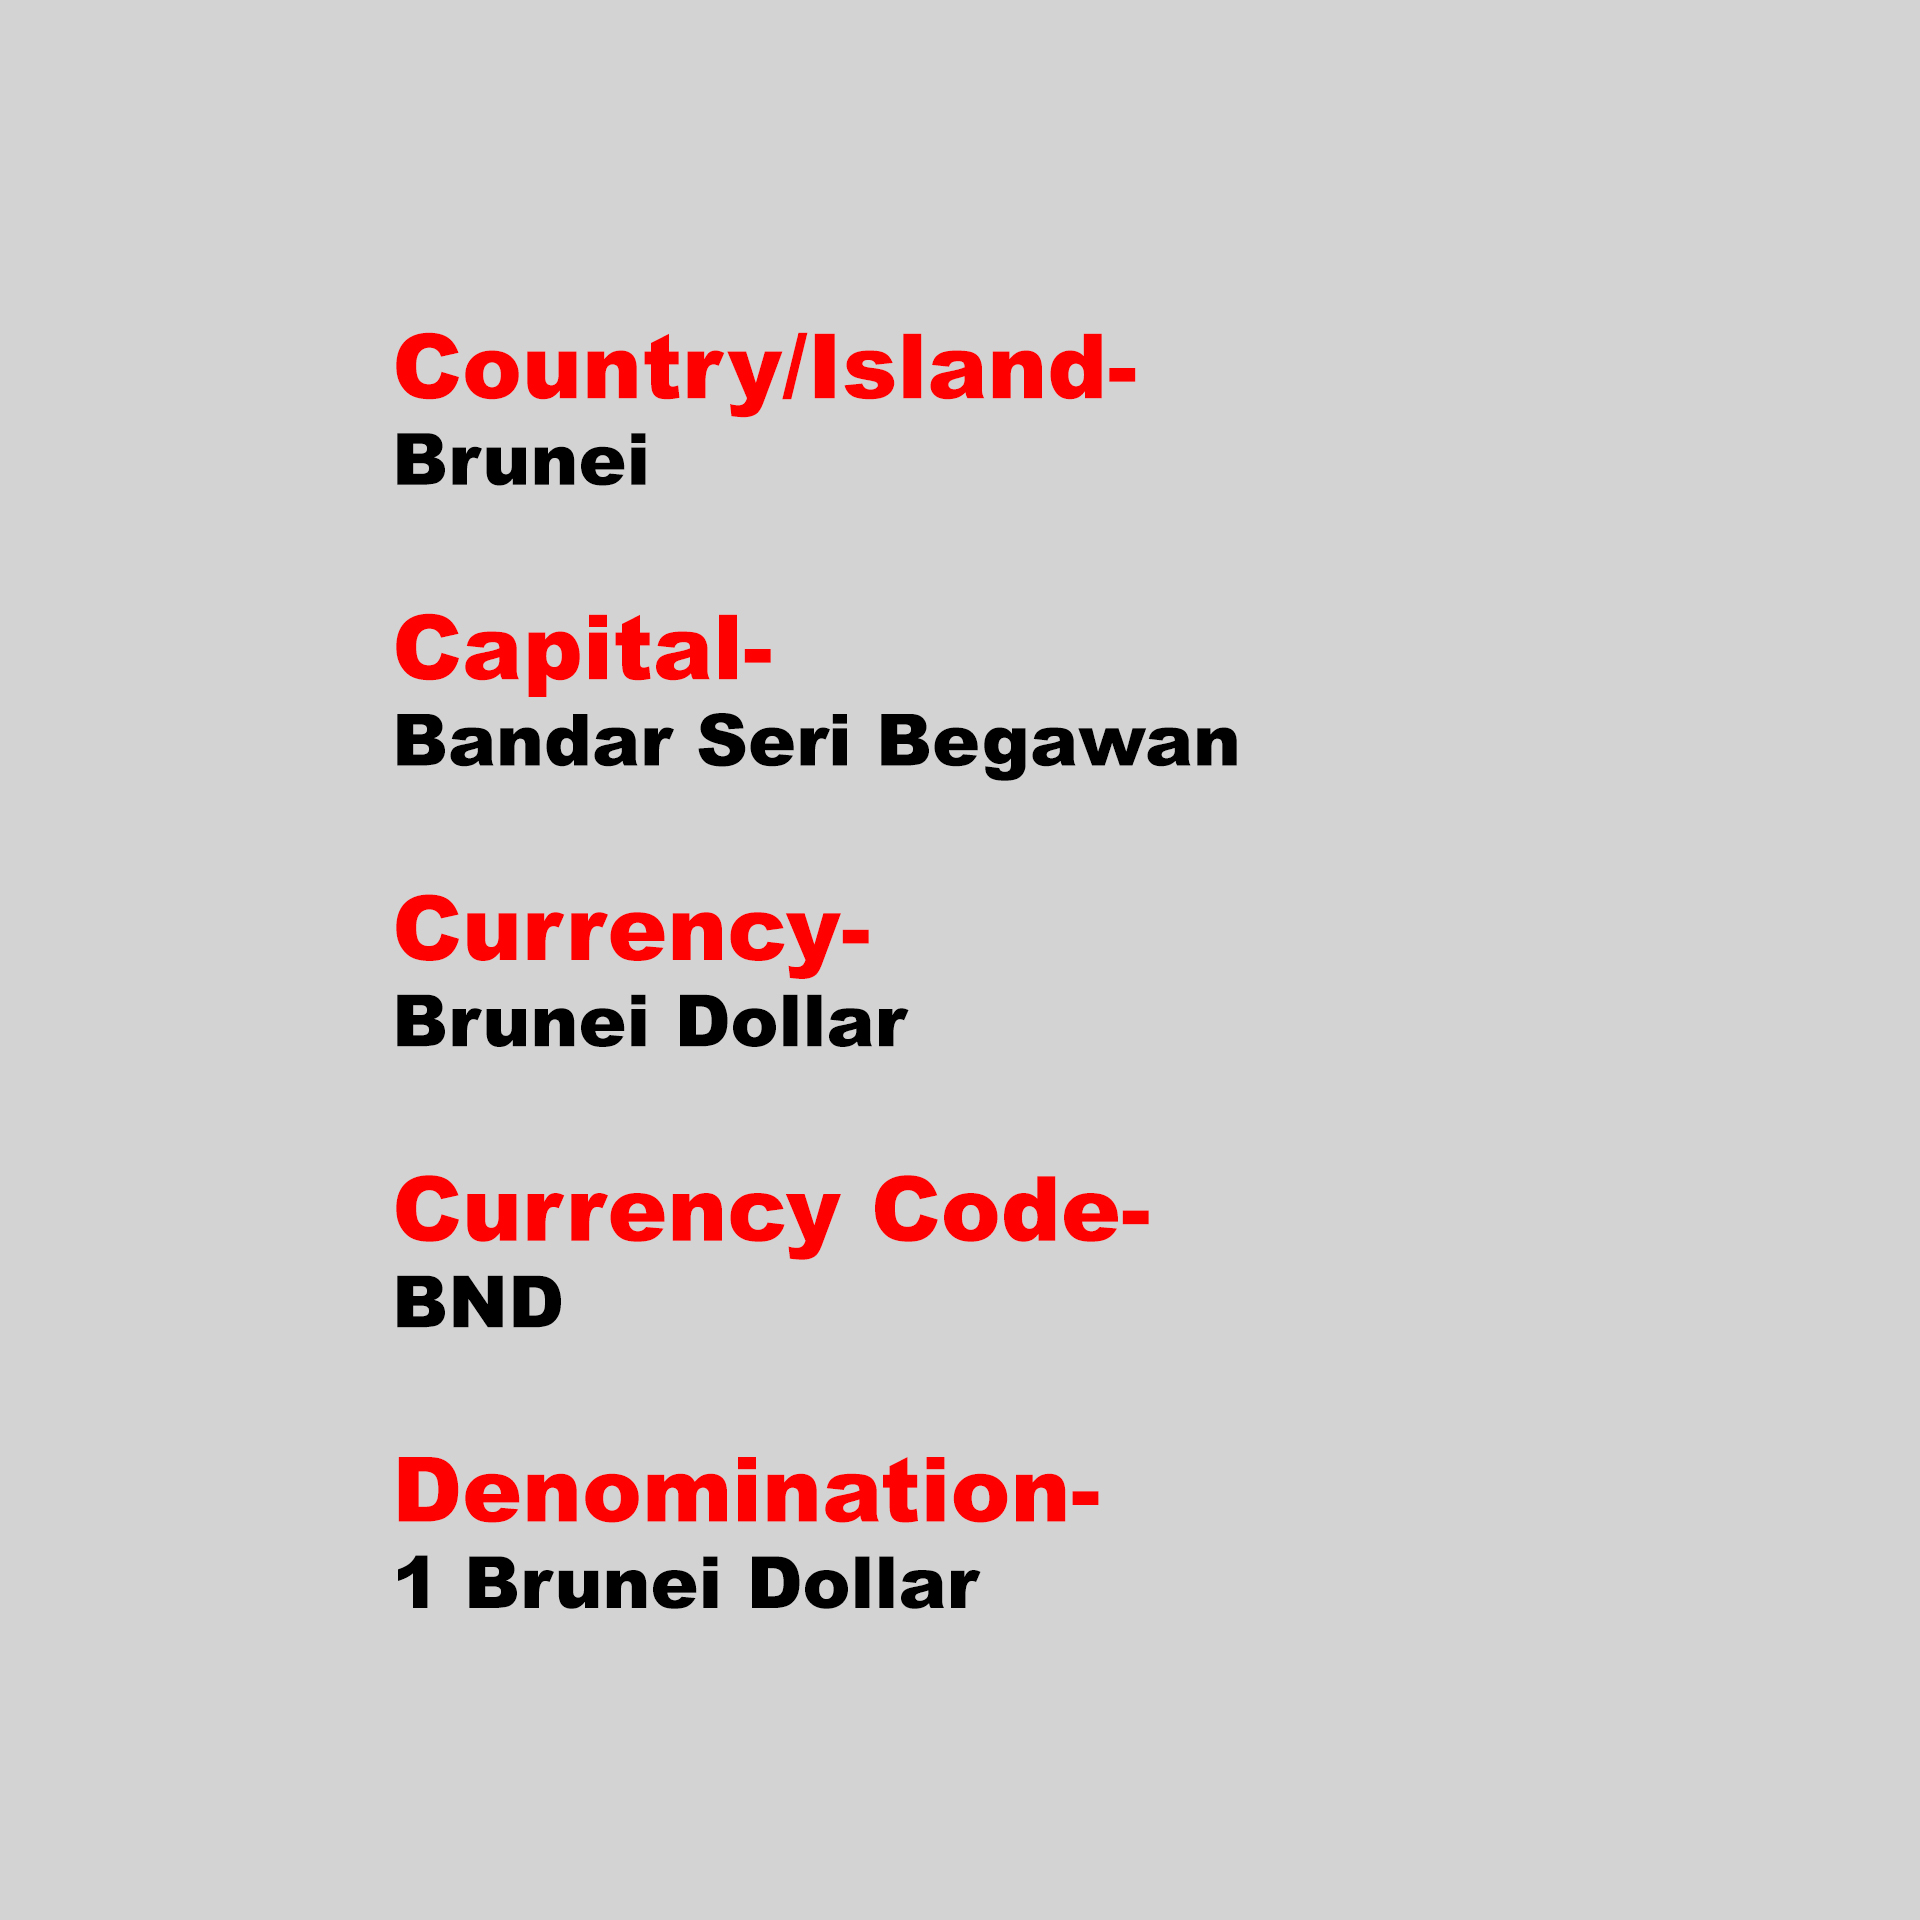 Country/Island-
Brunei
Capital-
Bandar Seri Begawan
Currency-
Brunei Dollar
Currency Code-
BND
Denomination-
1 Brunei Dollar